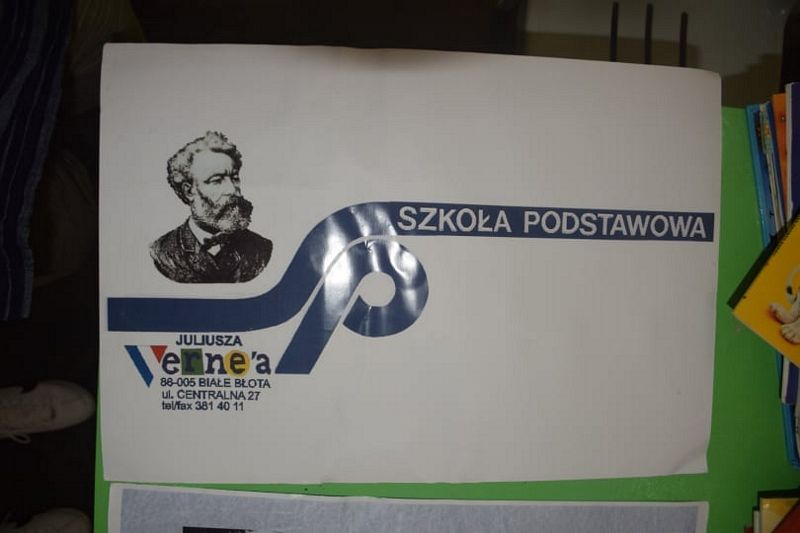 SZKOŁA PODSTAWOWA
JULIUSZA
Verne'a
86-005 BIAŁE BŁOTA
ul. CENTRALNA 27
tel/fax 381 40 11